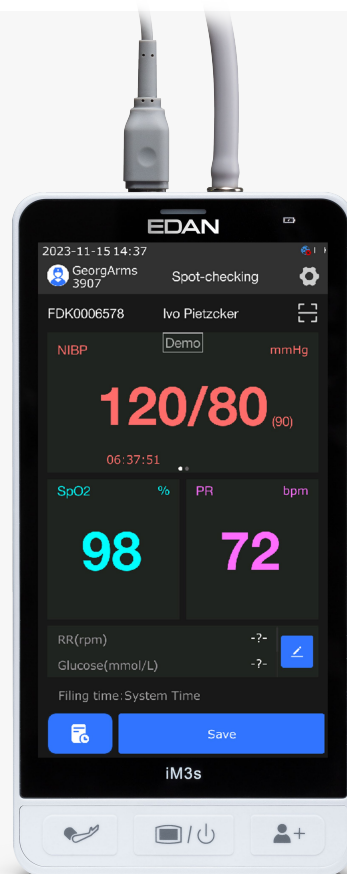 EDAN
2023-11-15 14:37
GeorgArms
3907
Spot-checking
FDK0006578 Ivo Pietzcker
NIBP Demo mmHg
120/80 (90)
06:37:51
SpO2 % PR bpm
98 72
RR(rpm) -?-
Glucose(mmol/L) -?-
Filing time:System Time
Save
iM3s